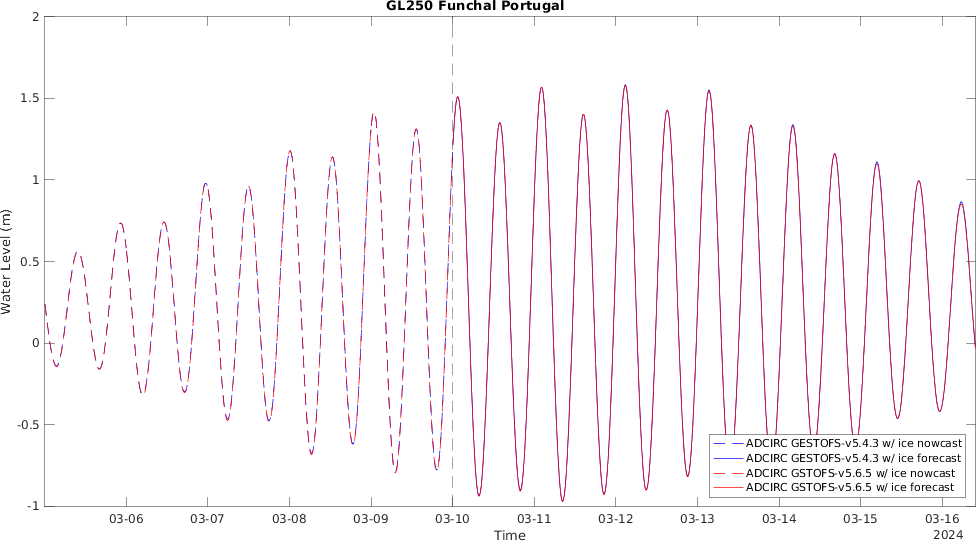 GL250 Funchal Portugal
2
1.5
1
0.5
0
-0.5
-1
Water Level (m)
03-06 03-07 03-08 03-09 03-10 03-11 03-12 03-13 03-14 03-15 03-16
Time
2024
ADCIRC GESTOFS-v5.4.3 w/ ice nowcast
ADCIRC GESTOFS-v5.4.3 w/ ice forecast
ADCIRC GSTOFS-v5.6.5 w/ ice nowcast
ADCIRC GSTOFS-v5.6.5 w/ ice forecast